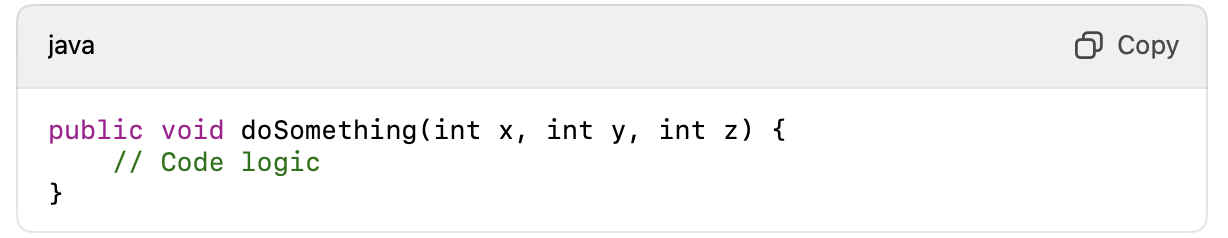 java
Copy
public void doSomething(int x, int y, int z) {
    // Code logic
}